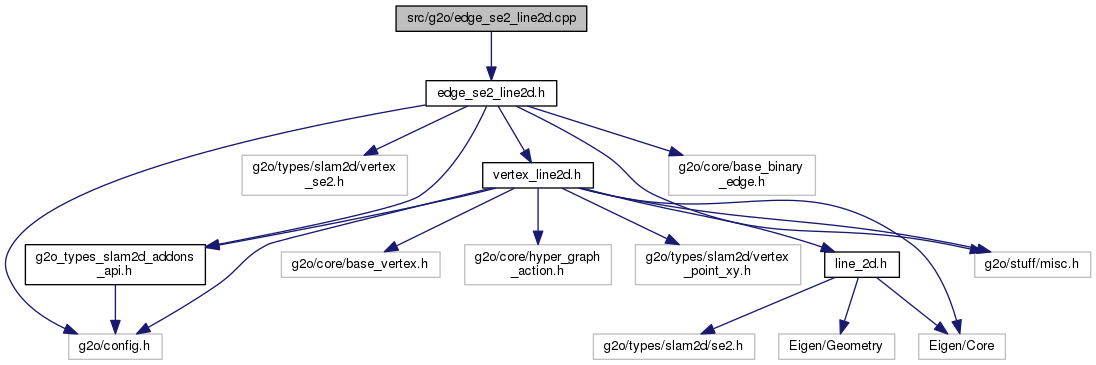 src/g2o/edge_se2_line2d.cpp
edge_se2_line2d.h
g2o/types/slam2d/vertex
_se2.h
vertex_line2d.h
g2o/core/base_binary
_edge.h
g2o_types_slam2d_addons
_api.h
g2o/core/base_vertex.h
g2o/core/hyper_graph
_action.h
g2o/types/slam2d/vertex
_point_xy.h
line_2d.h
g2o/stuff/misc.h
g2o/config.h
g2o/types/slam2d/se2.h
Eigen/Geometry
Eigen/Core